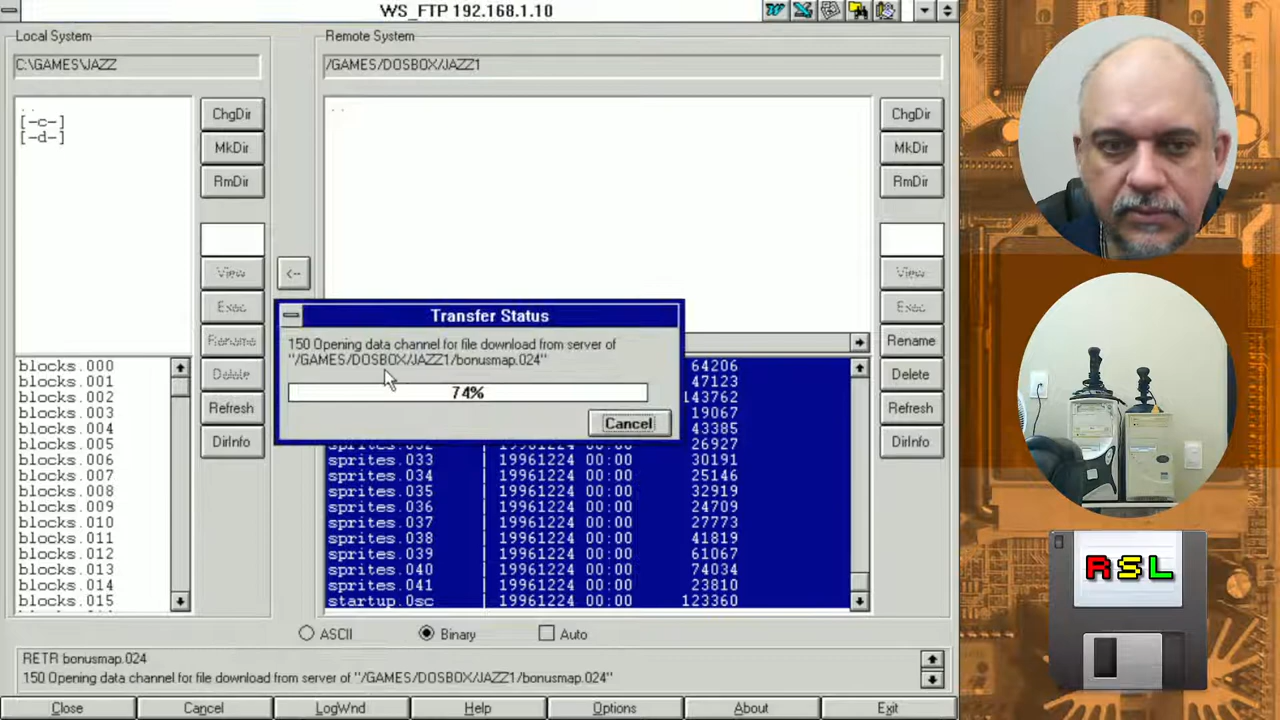 WS_FTP 192.168.1.10
Local System
Remote System
C:\GAMES\JAZZ
/GAMES/DOSBOX/JAZZ1
..
[-c-]
[-d-]
ChgDir
MkDir
RmDir
View
Exec
Rename
Delete
Refresh
DirInfo
<--
..
ChgDir
MkDir
RmDir
View
Exec
Rename
Delete
Refresh
DirInfo
Transfer Status
150 Opening data channel for file download from server of
"/GAMES/DOSBOX/JAZZ1/bonusmap.024"
74%
Cancel
blocks.000
blocks.001
blocks.002
blocks.003
blocks.004
blocks.005
blocks.006
blocks.007
blocks.008
blocks.009
blocks.010
blocks.011
blocks.012
blocks.013
blocks.014
blocks.015
64206
47123
143762
19067
43385
26927
sprites.033 | 19961224 00:00 30191
sprites.034 | 19961224 00:00 25146
sprites.035 | 19961224 00:00 32919
sprites.036 | 19961224 00:00 24709
sprites.037 | 19961224 00:00 27773
sprites.038 | 19961224 00:00 41819
sprites.039 | 19961224 00:00 61067
sprites.040 | 19961224 00:00 74034
sprites.041 | 19961224 00:00 23810
startup.0sc | 19961224 00:00 123360
ASCII Binary Auto
RETR bonusmap.024
150 Opening data channel for file download from server of "/GAMES/DOSBOX/JAZZ1/bonusmap.024"
Close Cancel LogWnd Help Options About Exit
RSL